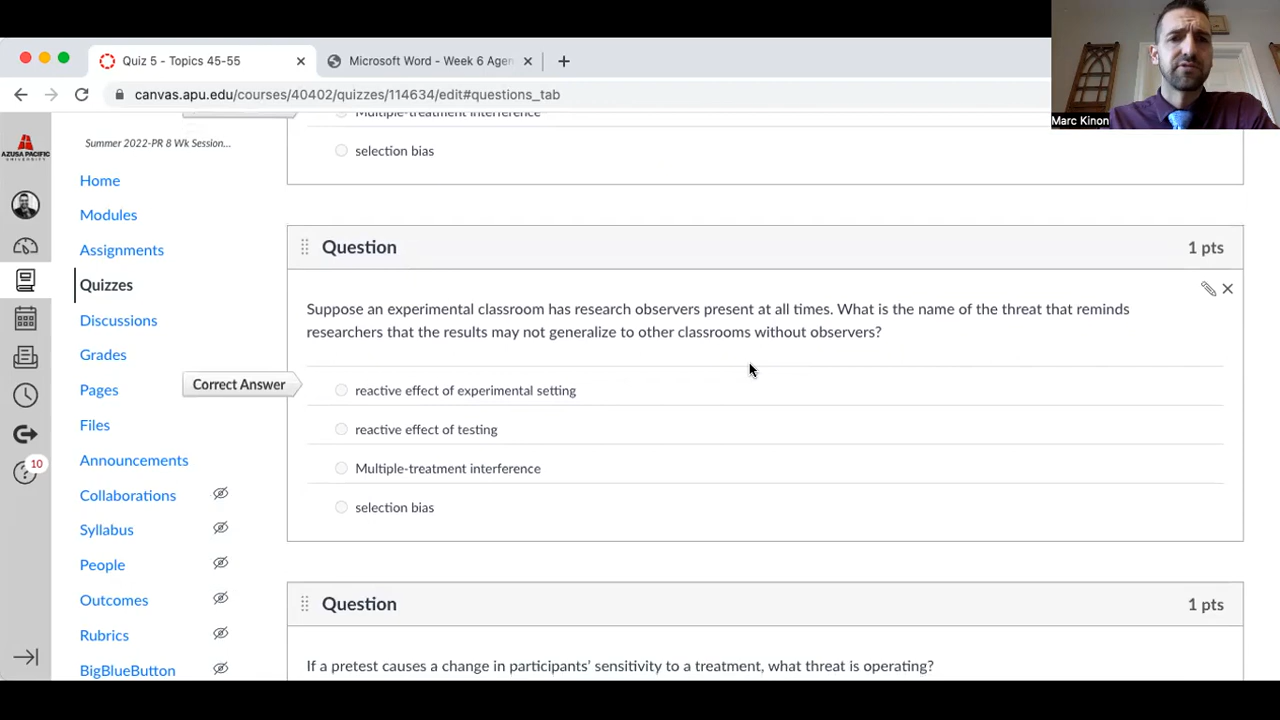 Quiz 5 - Topics 45-55
Microsoft Word - Week 6 Agen
canvas.apu.edu/courses/40402/quizzes/114634/edit#questions_tab
Marc Kinon
AZUSA PACIFIC
UNIVERSITY
10
Summer 2022-PR 8 Wk Session...
Home
Modules
Assignments
Quizzes
Discussions
Grades
Pages
Files
Announcements
Collaborations
Syllabus
People
Outcomes
Rubrics
BigBlueButton
Multiple-treatment interference
selection bias
Question
1 pts
Suppose an experimental classroom has research observers present at all times. What is the name of the threat that reminds
researchers that the results may not generalize to other classrooms without observers?
Correct Answer
reactive effect of experimental setting
reactive effect of testing
Multiple-treatment interference
selection bias
Question
1 pts
If a pretest causes a change in participants' sensitivity to a treatment, what threat is operating?